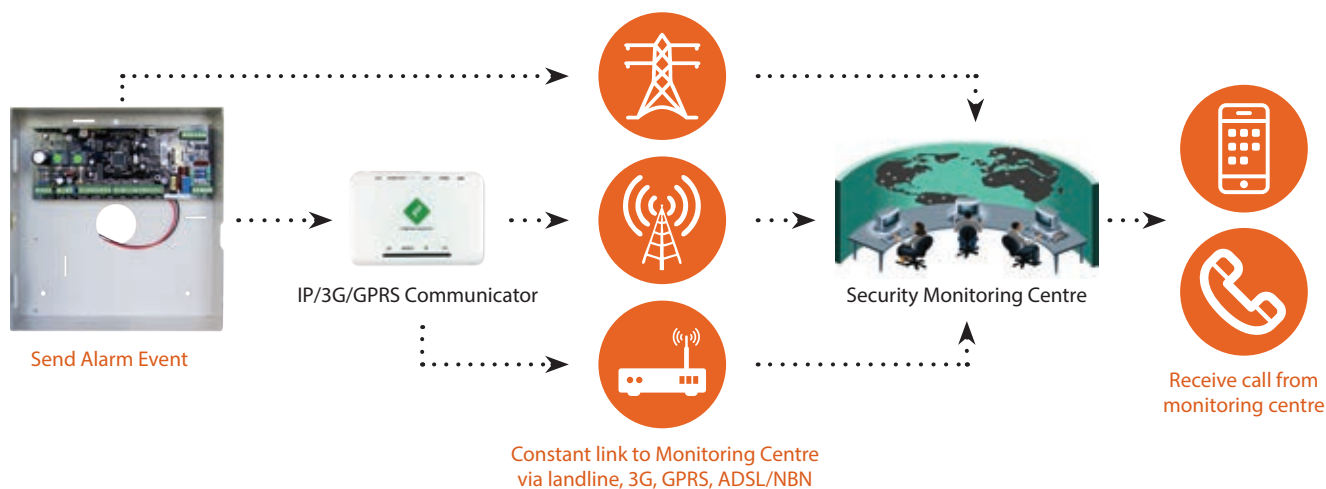 Send Alarm Event
IP/3G/GPRS Communicator
Constant link to Monitoring Centre
via landline, 3G, GPRS, ADSL/NBN
Security Monitoring Centre
Receive call from
monitoring centre